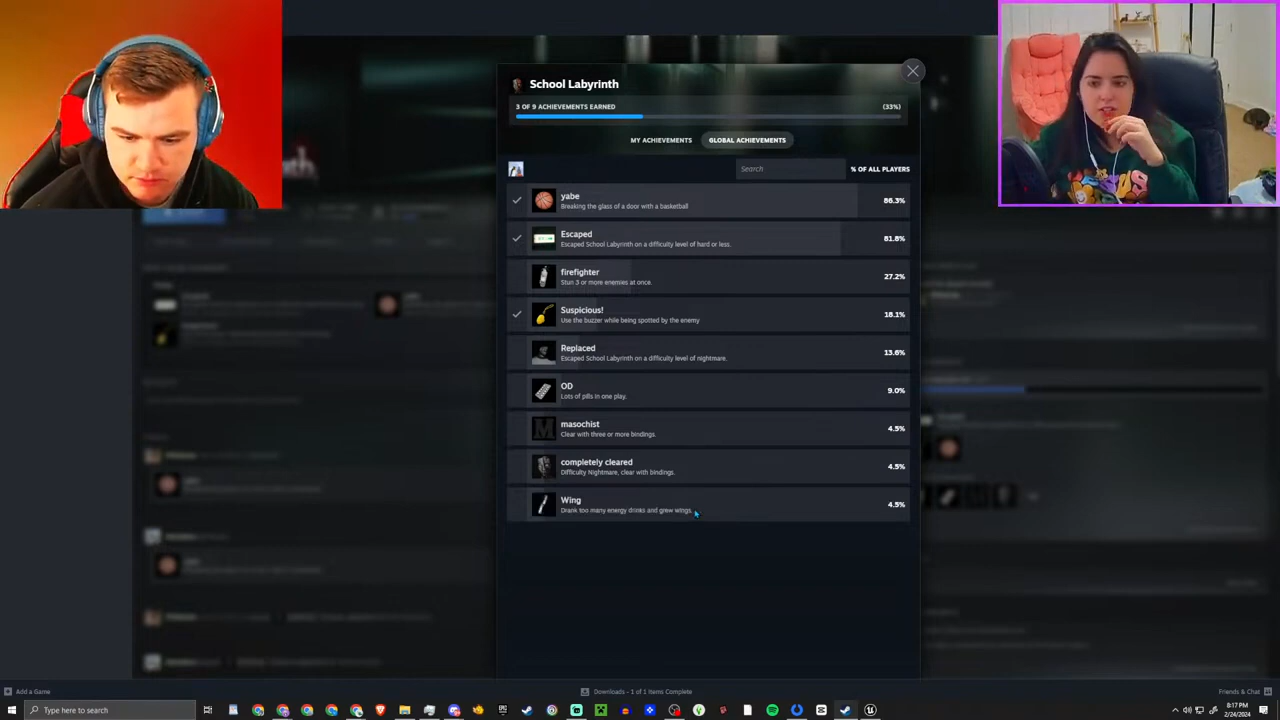 School Labyrinth
3 OF 9 ACHIEVEMENTS EARNED (33%)
MY ACHIEVEMENTS GLOBAL ACHIEVEMENTS
Search % OF ALL PLAYERS
yabe
Breaking the glass of a door with a basketball
86.3%
Escaped
Escaped School Labyrinth on a difficulty level of hard or less.
81.8%
firefighter
Stun 3 or more enemies at once.
27.2%
Suspicious!
Use the buzzer while being spotted by the enemy
18.1%
Replaced
Escaped School Labyrinth on a difficulty level of nightmare.
13.6%
OD
Lots of pills in one play.
9.0%
masochist
Clear with three or more bindings.
4.5%
completely cleared
Difficulty Nightmare, clear with bindings.
4.5%
Wing
Drank too many energy drinks and grew wings.
4.5%
Add a Game Downloads - 1 of 1 Items Complete Friends & Chat
Type here to search
8:17 PM
2/24/2024